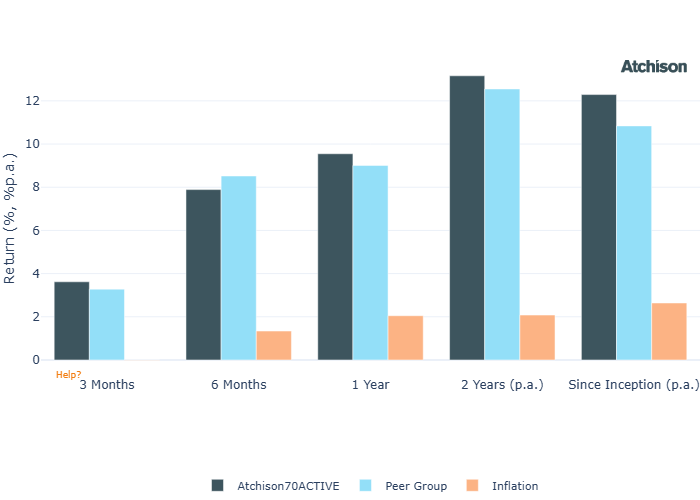 Atchison
12
10
8
6
4
2
0
Return (%, %p.a.)
Help?
3 Months
6 Months
1 Year
2 Years (p.a.)
Since Inception (p.a.)
Atchison70ACTIVE
Peer Group
Inflation